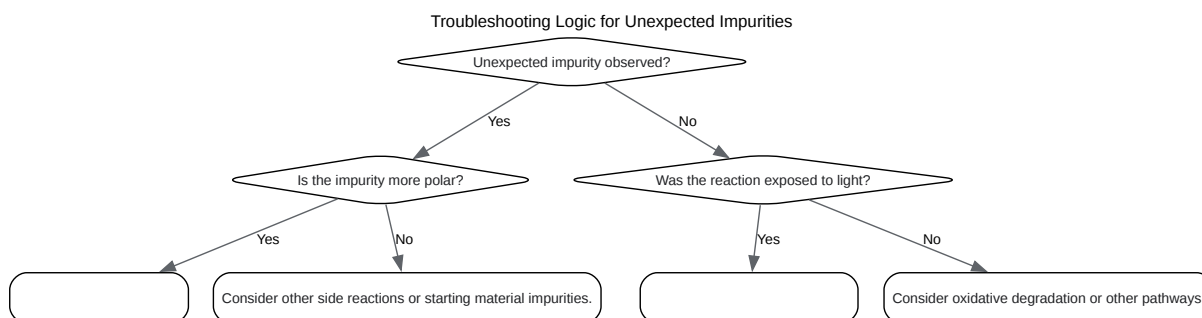 Troubleshooting Logic for Unexpected Impurities
Unexpected impurity observed?
Yes
No
Is the impurity more polar?
Was the reaction exposed to light?
Yes
No
Yes
No
Consider other side reactions or starting material impurities.
Consider oxidative degradation or other pathways